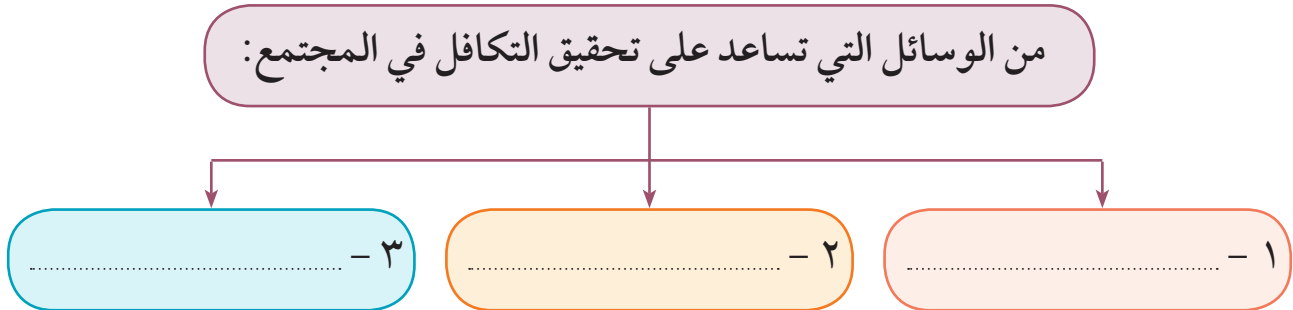 من الوسائل التي تساعد على تحقيق التكافل في المجتمع:
١ – ........................
٢ – ........................
٣ – ........................